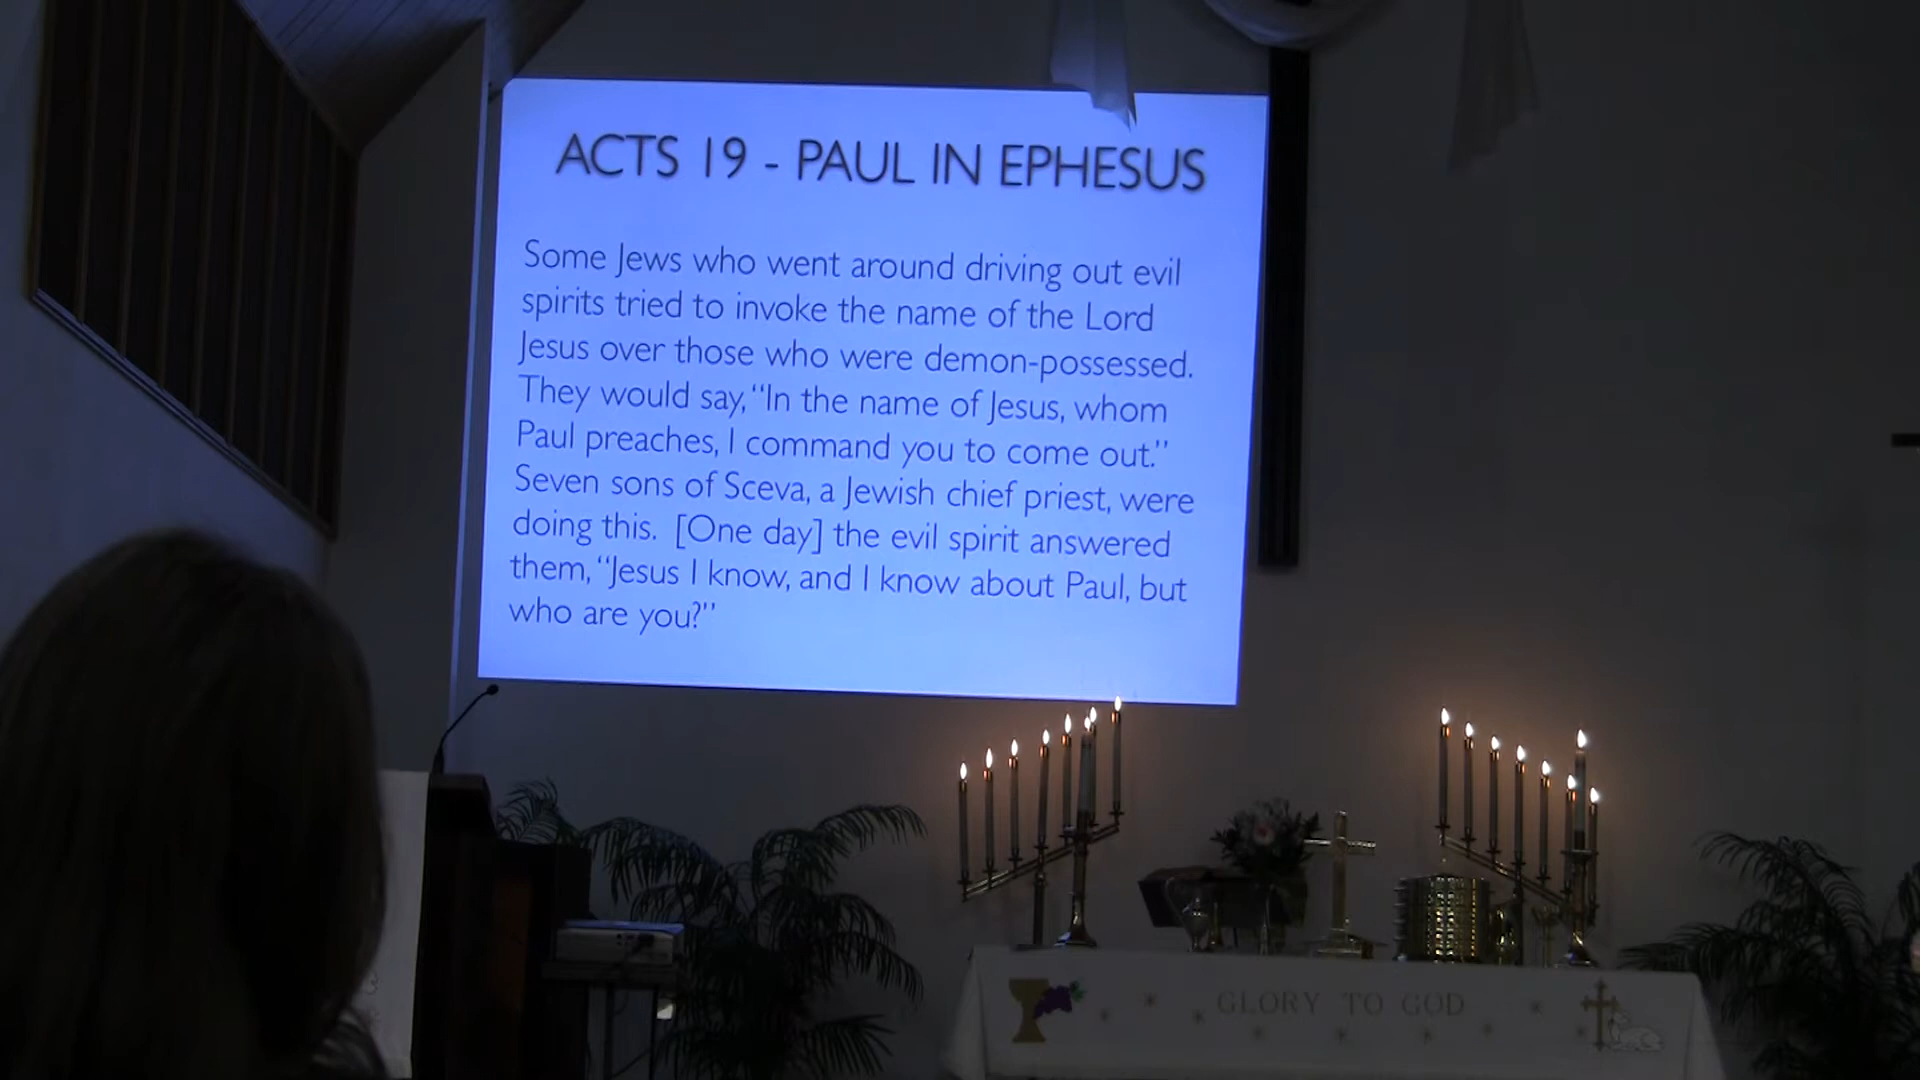 ACTS 19 - PAUL IN EPHESUS
Some Jews who went around driving out evil
spirits tried to invoke the name of the Lord
Jesus over those who were demon-possessed.
They would say, “In the name of Jesus, whom
Paul preaches, I command you to come out.”
Seven sons of Sceva, a Jewish chief priest, were
doing this. [One day] the evil spirit answered
them, “Jesus I know, and I know about Paul, but
who are you?”
GLORY TO GOD